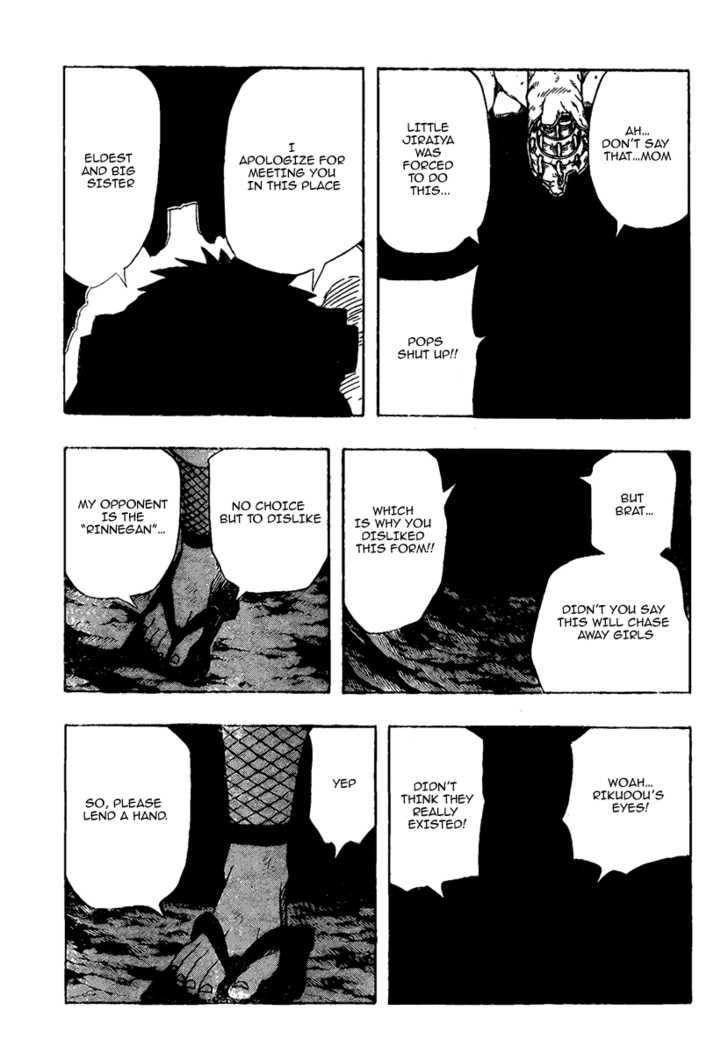 AH...
DON'T SAY
THAT...MOM
LITTLE
JIRAIYA
WAS
FORCED
TO DO
THIS...
POPS
SHUT UP!!
I
APOLOGIZE FOR
MEETING YOU
IN THIS PLACE
ELDEST
AND BIG
SISTER
BUT
BRAT...
DIDN'T YOU SAY
THIS WILL CHASE
AWAY GIRLS
WHICH
IS WHY YOU
DISLIKED
THIS FORM!!
NO CHOICE
BUT TO DISLIKE
MY OPPONENT
IS THE
"RINNEGAN"...
WOAH...
RIKUDOU'S
EYES!
DIDN'T
THINK THEY
REALLY
EXISTED!
YEP
SO, PLEASE
LEND A HAND.